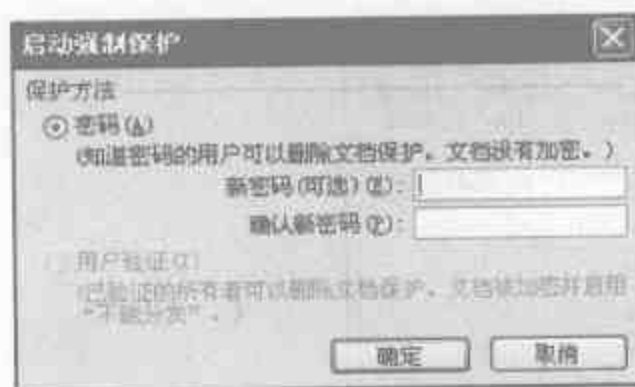 启动强制保护
保护方法
密码(A)
(知道密码的用户可以删除文档保护。文档没有加密。)
新密码(可选)(E):
确认新密码(P):
用户验证(U)
(已验证的所有者可以删除文档保护。文档被加密并启用
“不能分发”。)
确定 取消